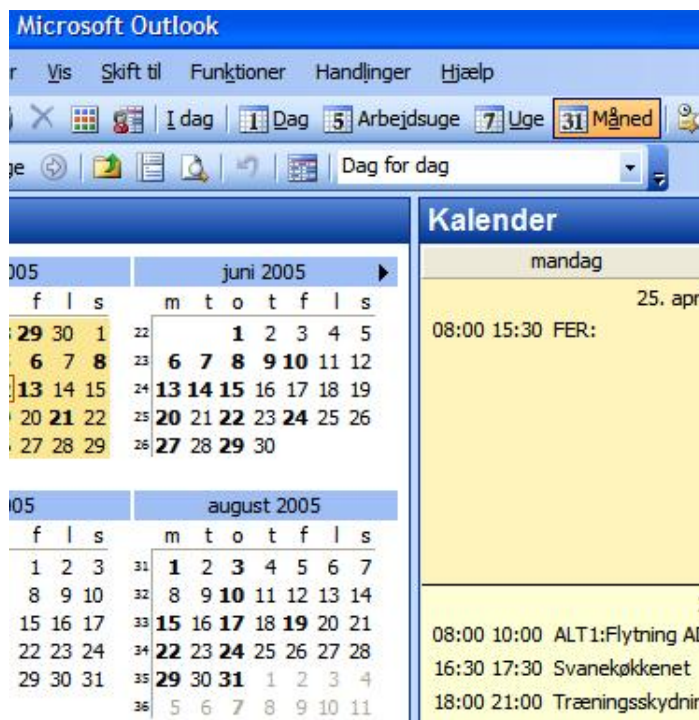 Microsoft Outlook
Vis Skift til Funktioner Handlinger Hjælp
I dag 1 Dag 5 Arbejdsuge 7 Uge 31 Måned
Dag for dag
Kalender
mandag
25. apr
08:00 15:30 FER:
08:00 10:00 ALT1:Flytning
16:30 17:30 Svanekøkkenet
18:00 21:00 Træningsskydnin
005
f l s
29 30 1
6 7 8
13 14 15
20 21 22
27 28 29
juni 2005
m t o t f l s
22 1 2 3 4 5
23 6 7 8 9 10 11 12
24 13 14 15 16 17 18 19
25 20 21 22 23 24 25 26
26 27 28 29 30
05
f l s
1 2 3
8 9 10
15 16 17
22 23 24
29 30 31
august 2005
m t o t f l s
31 1 2 3 4 5 6 7
32 8 9 10 11 12 13 14
33 15 16 17 18 19 20 21
34 22 23 24 25 26 27 28
35 29 30 31 1 2 3 4
36 5 6 7 8 9 10 11